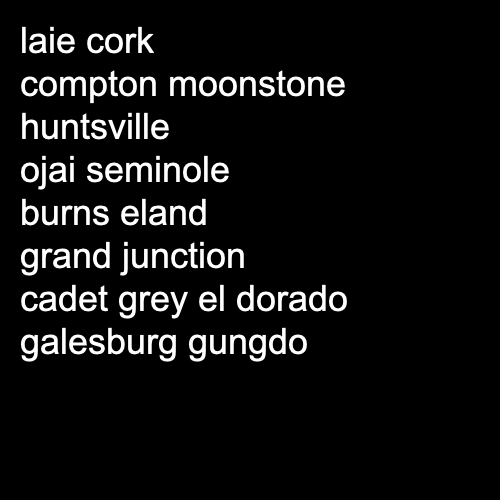 laie cork
compton moonstone
huntsville
ojai seminole
burns eland
grand junction
cadet grey el dorado
galesburg gungdo